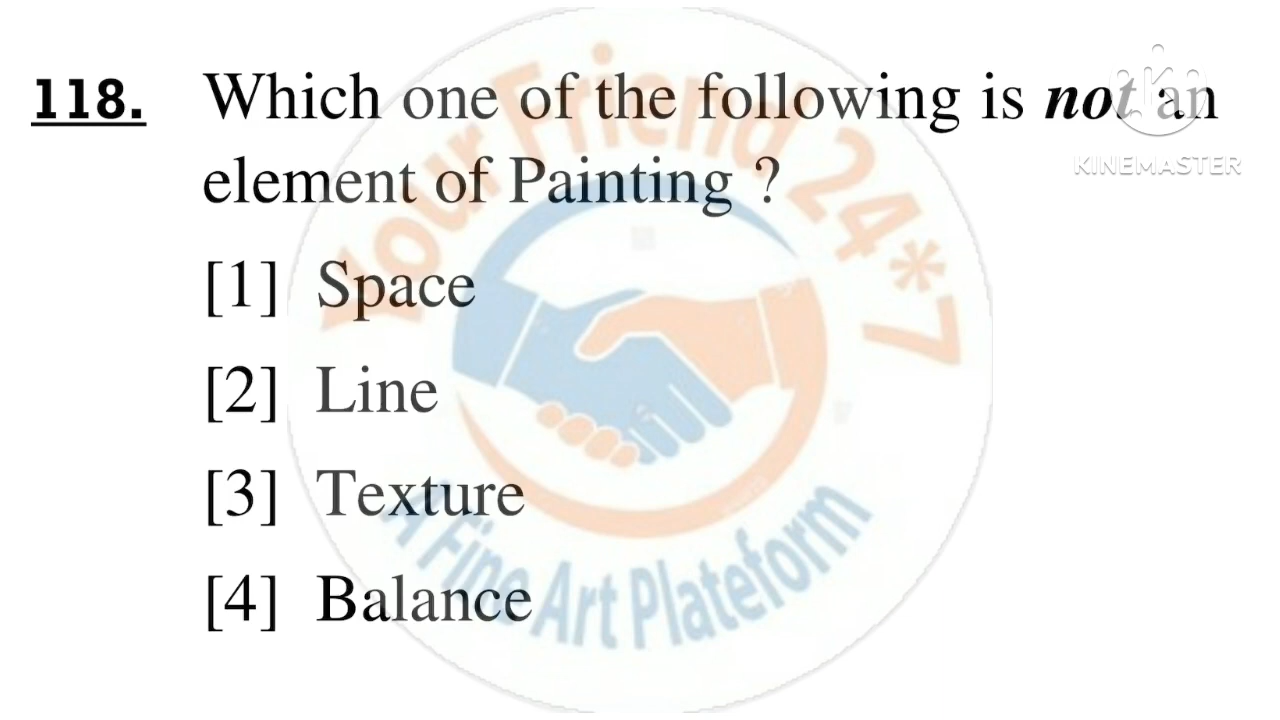 118. Which one of the following is not an
element of Painting ?
[1] Space
[2] Line
[3] Texture
[4] Balance
Your Friend 24*7
A Fine Art Plateform
KINEMASTER